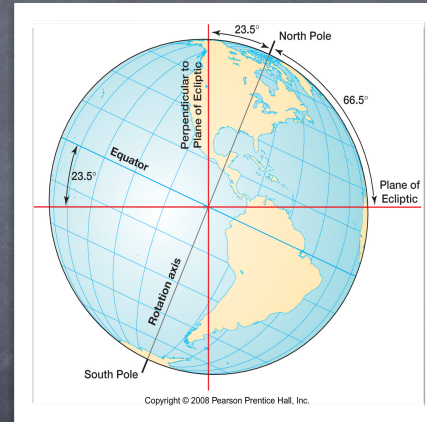 23.5°
North Pole
Perpendicular to
Plane of Ecliptic
66.5°
Equator
23.5°
Plane of
Ecliptic
Rotation axis
South Pole
Copyright © 2008 Pearson Prentice Hall, Inc.